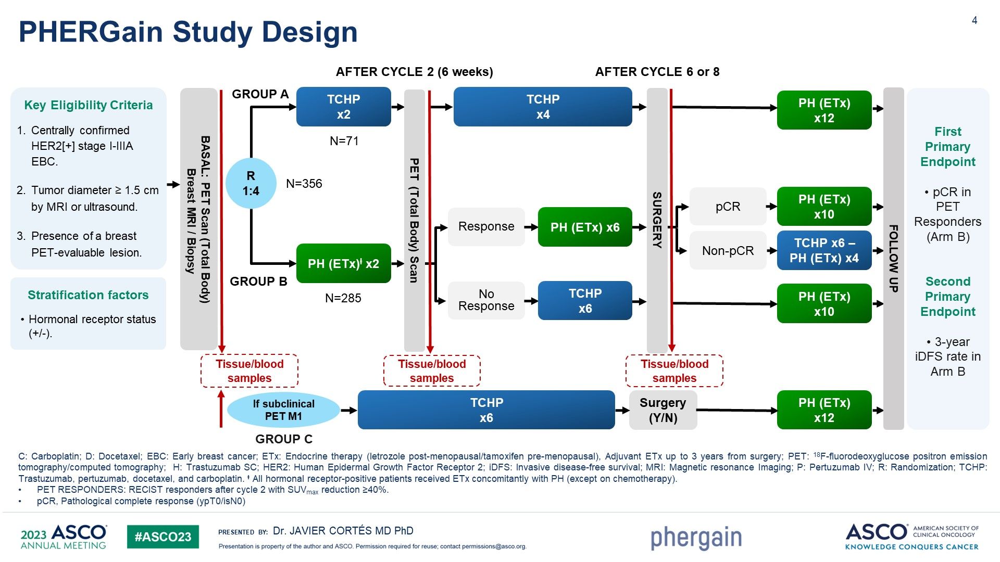 PHERGain Study Design
4
AFTER CYCLE 2 (6 weeks)
AFTER CYCLE 6 or 8
Key Eligibility Criteria
1. Centrally confirmed
HER2[+] stage I-IIIA
EBC.
2. Tumor diameter ≥ 1.5 cm
by MRI or ultrasound.
3. Presence of a breast
PET-evaluable lesion.
Stratification factors
• Hormonal receptor status
(+/-).
BASAL: PET Scan (Total Body)
Breast MRI / Biopsy
GROUP A
R
1:4
N=356
GROUP B
TCHP
x2
N=71
PH (ETx)ǂ x2
N=285
PET (Total Body) Scan
TCHP
x4
Response
PH (ETx) x6
No
Response
TCHP
x6
SURGERY
pCR
Non-pCR
PH (ETx)
x12
PH (ETx)
x10
TCHP x6 –
PH (ETx) x4
PH (ETx)
x10
FOLLOW UP
First
Primary
Endpoint
• pCR in
PET
Responders
(Arm B)
Second
Primary
Endpoint
• 3-year
iDFS rate in
Arm B
Tissue/blood
samples
Tissue/blood
samples
Tissue/blood
samples
If subclinical
PET M1
GROUP C
TCHP
x6
Surgery
(Y/N)
PH (ETx)
x12
C: Carboplatin; D: Docetaxel; EBC: Early breast cancer; ETx: Endocrine therapy (letrozole post-menopausal/tamoxifen pre-menopausal), Adjuvant ETx up to 3 years from surgery; PET: 18F-fluorodeoxyglucose positron emission
tomography/computed tomography; H: Trastuzumab SC; HER2: Human Epidermal Growth Factor Receptor 2; iDFS: Invasive disease-free survival; MRI: Magnetic resonance Imaging; P: Pertuzumab IV; R: Randomization; TCHP:
Trastuzumab, pertuzumab, docetaxel, and carboplatin. ǂ All hormonal receptor-positive patients received ETx concomitantly with PH (except on chemotherapy).
• PET RESPONDERS: RECIST responders after cycle 2 with SUVmax reduction ≥40%.
• pCR, Pathological complete response (ypT0/isN0)
2023 ASCO®
ANNUAL MEETING
#ASCO23
PRESENTED BY: Dr. JAVIER CORTÉS MD PhD
Presentation is property of the author and ASCO. Permission required for reuse; contact permissions@asco.org.
phergain
ASCO® AMERICAN SOCIETY OF
CLINICAL ONCOLOGY
KNOWLEDGE CONQUERS CANCER